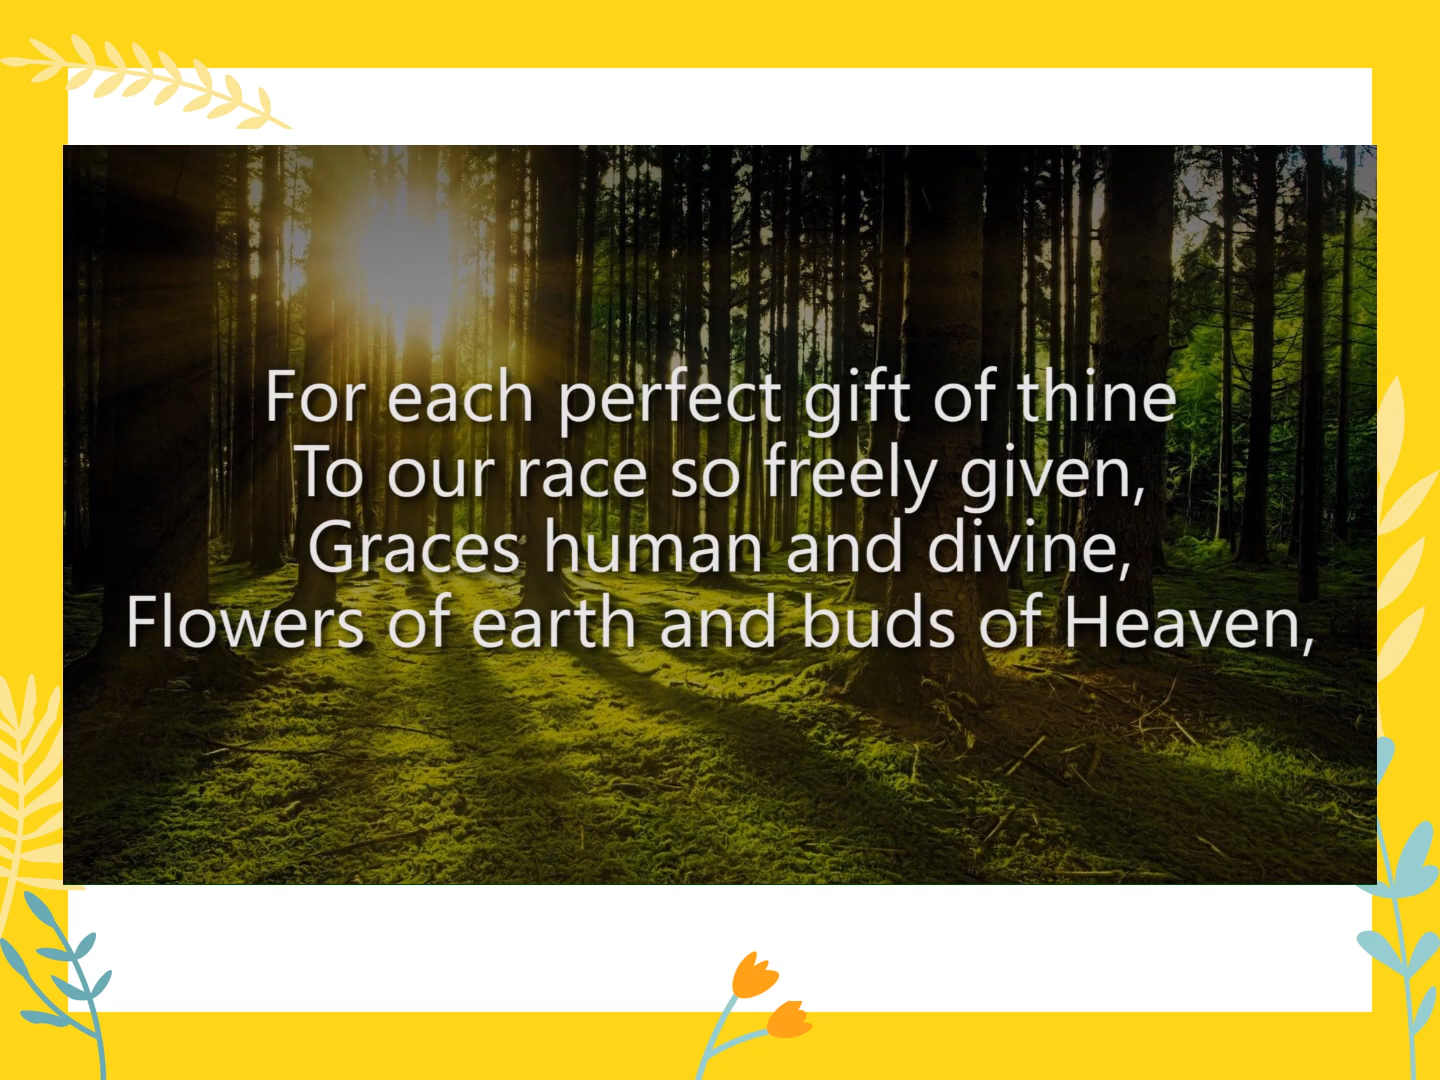 For each perfect gift of thine
To our race so freely given,
Graces human and divine,
Flowers of earth and buds of Heaven,